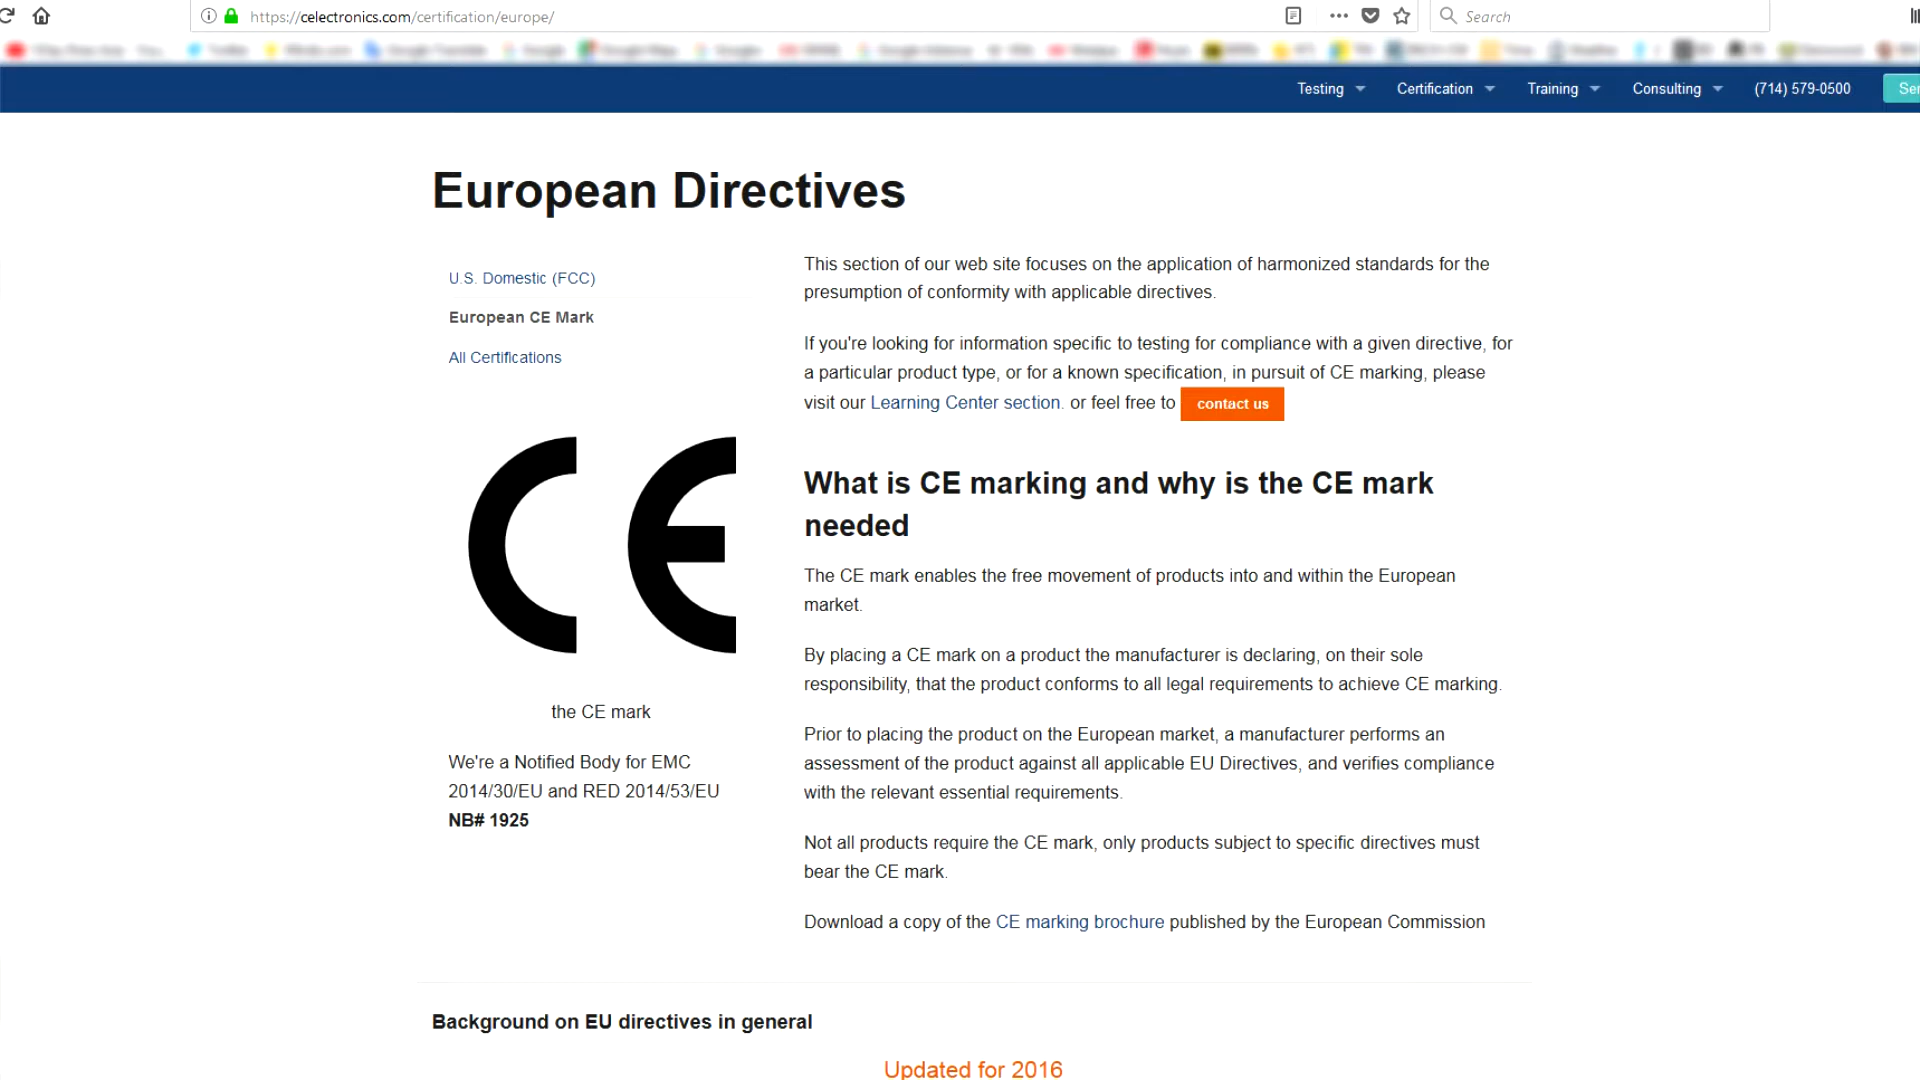 https://celectronics.com/certification/europe/
Search
Testing
Certification
Training
Consulting
(714) 579-0500
European Directives
U.S. Domestic (FCC)
European CE Mark
All Certifications
CE
the CE mark
We're a Notified Body for EMC
2014/30/EU and RED 2014/53/EU
NB# 1925
This section of our web site focuses on the application of harmonized standards for the
presumption of conformity with applicable directives.
If you're looking for information specific to testing for compliance with a given directive, for
a particular product type, or for a known specification, in pursuit of CE marking, please
visit our Learning Center section. or feel free to contact us
What is CE marking and why is the CE mark
needed
The CE mark enables the free movement of products into and within the European
market.
By placing a CE mark on a product the manufacturer is declaring, on their sole
responsibility, that the product conforms to all legal requirements to achieve CE marking.
Prior to placing the product on the European market, a manufacturer performs an
assessment of the product against all applicable EU Directives, and verifies compliance
with the relevant essential requirements.
Not all products require the CE mark, only products subject to specific directives must
bear the CE mark.
Download a copy of the CE marking brochure published by the European Commission
Background on EU directives in general
Updated for 2016